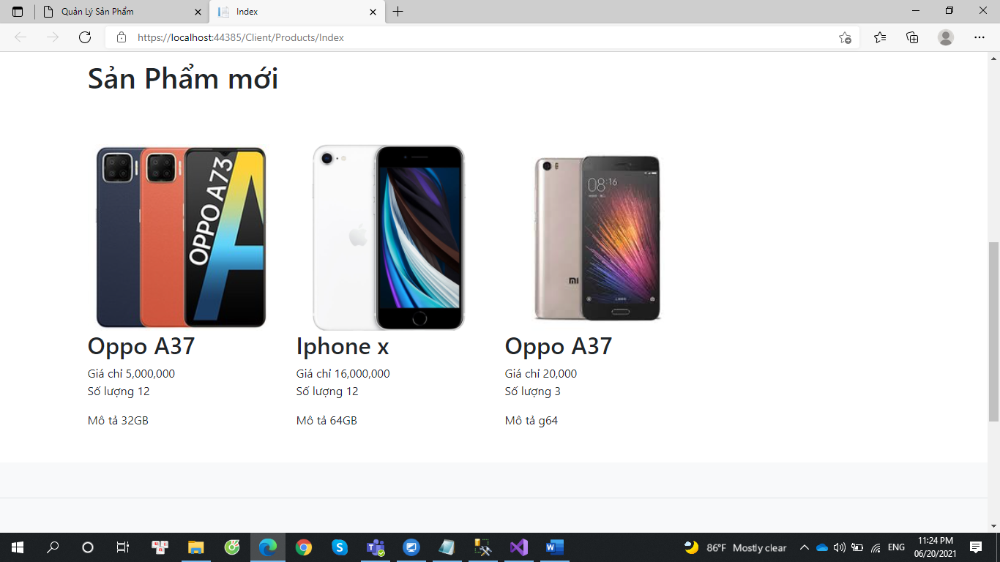 Quản Lý Sản Phẩm
Index
https://localhost:44385/Client/Products/Index
Sản Phẩm mới
OPPO A73
08:16
mi
Oppo A37
Iphone x
Oppo A37
Giá chỉ 5,000,000
Giá chỉ 16,000,000
Giá chỉ 20,000
Số lượng 12
Số lượng 12
Số lượng 3
Mô tả 32GB
Mô tả 64GB
Mô tả g64
86°F Mostly clear
ENG
11:24 PM
06/20/2021